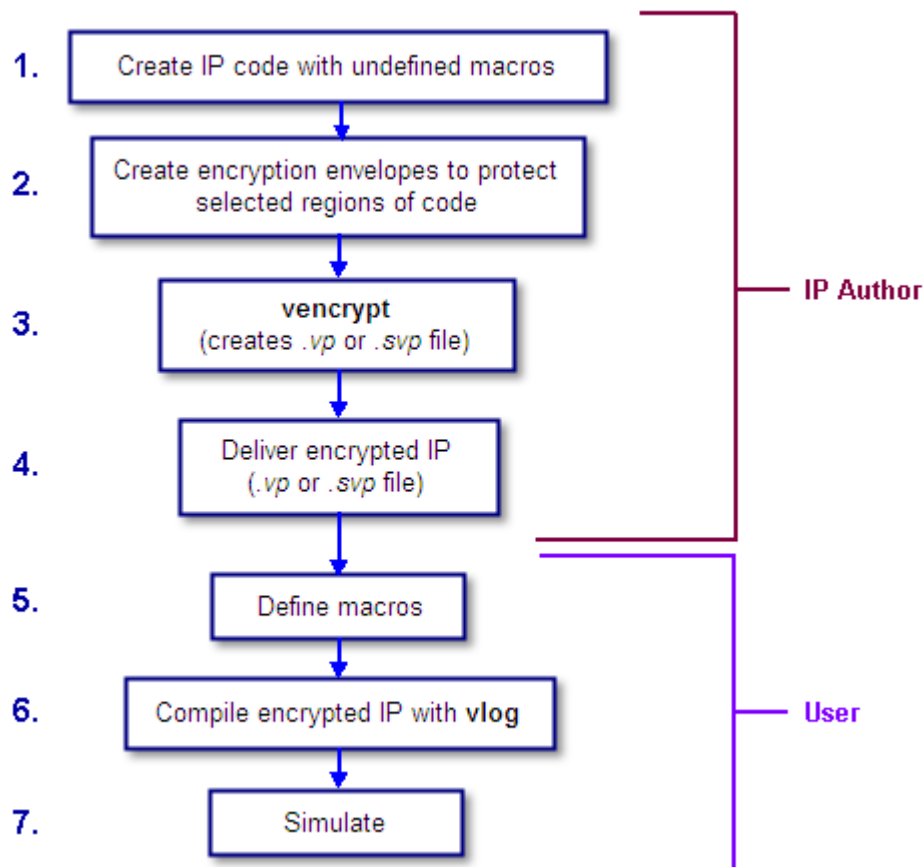 1.
Create IP code with undefined macros
2.
Create encryption envelopes to protect
selected regions of code
3.
vencrypt
(creates .vp or .svp file)
IP Author
4.
Deliver encrypted IP
(.vp or .svp file)
5.
Define macros
6.
Compile encrypted IP with vlog
User
7.
Simulate